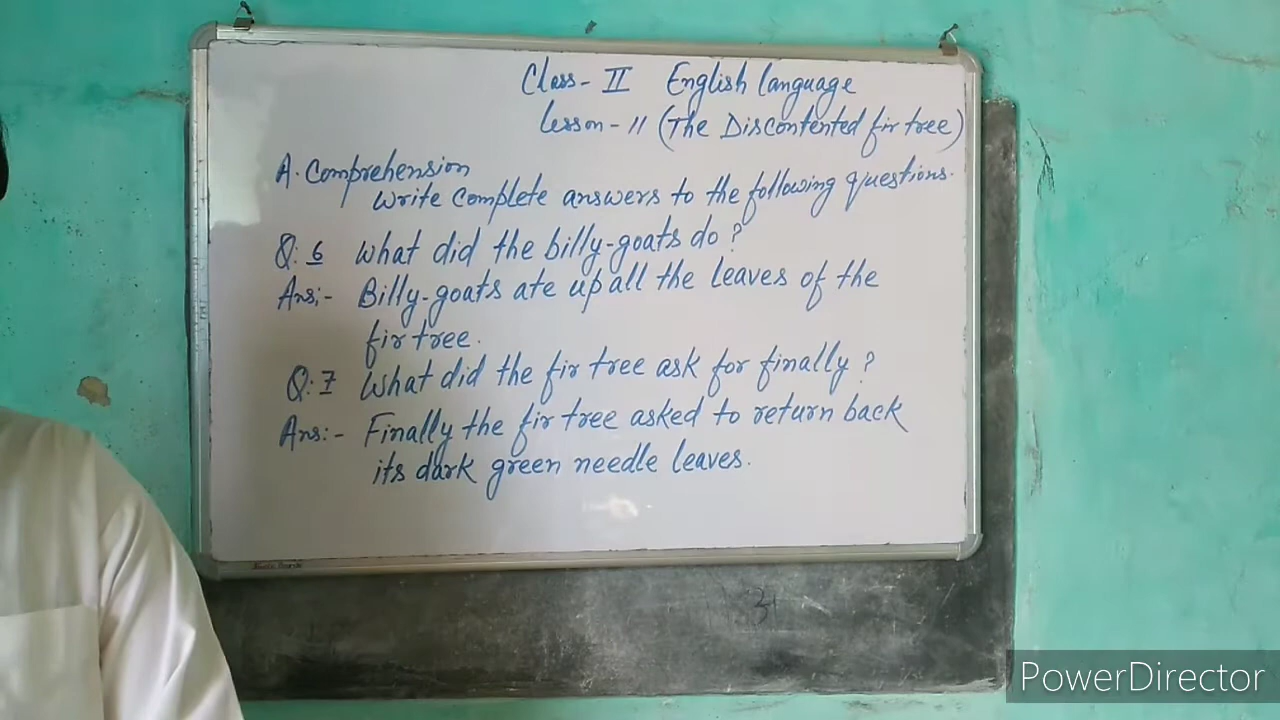 Class- II English language
Lesson - 11 (The Discontented fir tree)
A. Comprehension
Write complete answers to the following questions.
Q: 6 What did the billy-goats do ?
Ans:- Billy-goats ate up all the leaves of the
fir tree.
Q: 7 What did the fir tree ask for finally ?
Ans:- Finally the fir tree asked to return back
its dark green needle leaves.
PowerDirector